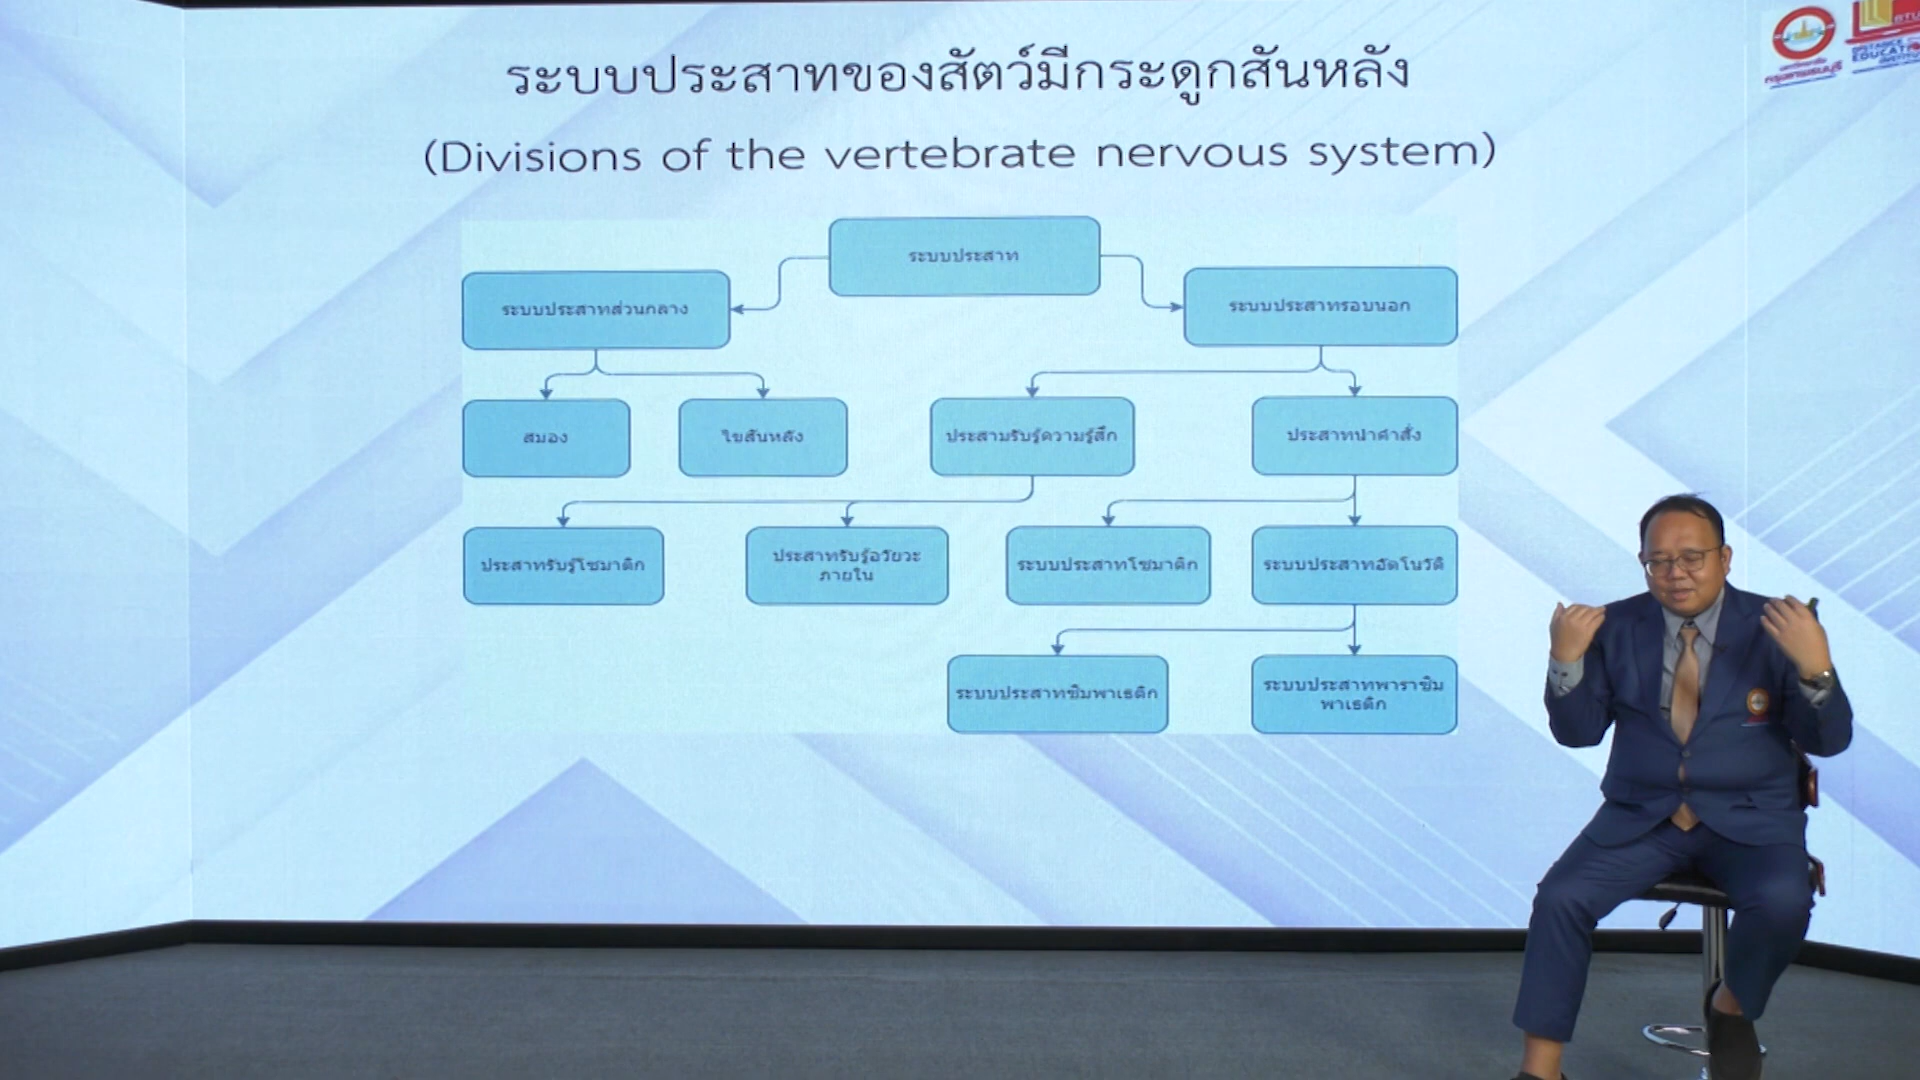 ระบบประสาทของสัตว์มีกระดูกสันหลัง
(Divisions of the vertebrate nervous system)
ระบบประสาท
ระบบประสาทส่วนกลาง
ระบบประสาทรอบนอก
สมอง
ไขสันหลัง
ประสามรับรู้ความรู้สึก
ประสาทนำคำสั่ง
ประสาทรับรู้โซมาติก
ประสาทรับรู้อวัยวะ
ภายใน
ระบบประสาทโซมาติก
ระบบประสาทอัตโนวัติ
ระบบประสาทซิมพาเธติก
ระบบประสาทพาราซิม
พาเธติก
กรุงเทพธนบุรี